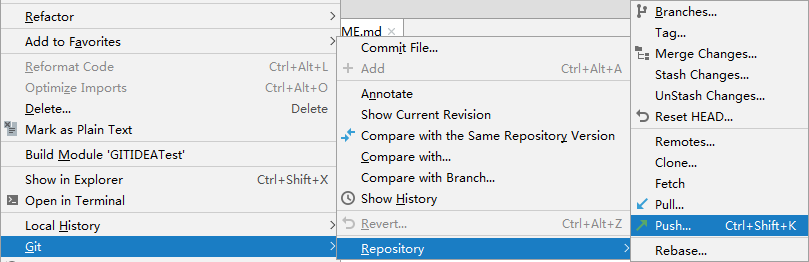 Refactor
Add to Favorites
Reformat Code Ctrl+Alt+L
Optimize Imports Ctrl+Alt+O
Delete... Delete
Mark as Plain Text
Build Module 'GITIDEATest'
Show in Explorer Ctrl+Shift+X
Open in Terminal
Local History
Git
ME.md
Commit File...
Add Ctrl+Alt+A
Annotate
Show Current Revision
Compare with the Same Repository Version
Compare with...
Compare with Branch...
Show History
Revert... Ctrl+Alt+Z
Repository
Branches...
Tag...
Merge Changes...
Stash Changes...
UnStash Changes...
Reset HEAD...
Remotes...
Clone...
Fetch
Pull...
Push... Ctrl+Shift+K
Rebase...